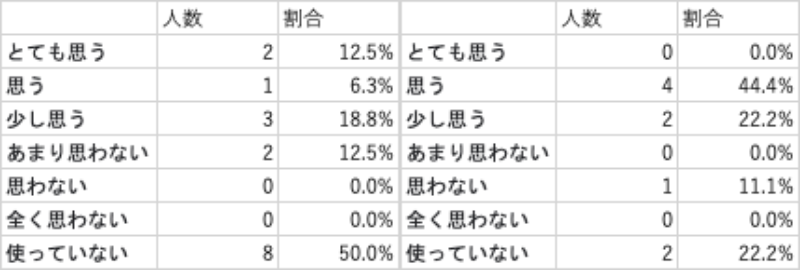 人数 割合 人数 割合
とても思う 2 12.5% とても思う 0 0.0%
思う 1 6.3% 思う 4 44.4%
少し思う 3 18.8% 少し思う 2 22.2%
あまり思わない 2 12.5% あまり思わない 0 0.0%
思わない 0 0.0% 思わない 1 11.1%
全く思わない 0 0.0% 全く思わない 0 0.0%
使っていない 8 50.0% 使っていない 2 22.2%